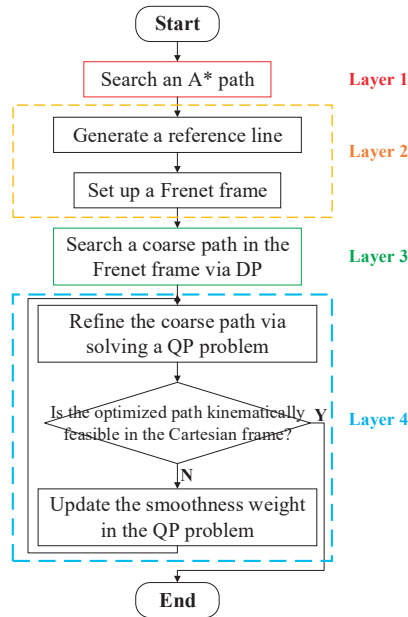 Start
Search an A* path
Layer 1
Generate a reference line
Layer 2
Set up a Frenet frame
Search a coarse path in the
Frenet frame via DP
Layer 3
Refine the coarse path via
solving a QP problem
Is the optimized path kinematically
feasible in the Cartesian frame?
Y
Layer 4
N
Update the smoothness weight
in the QP problem
End